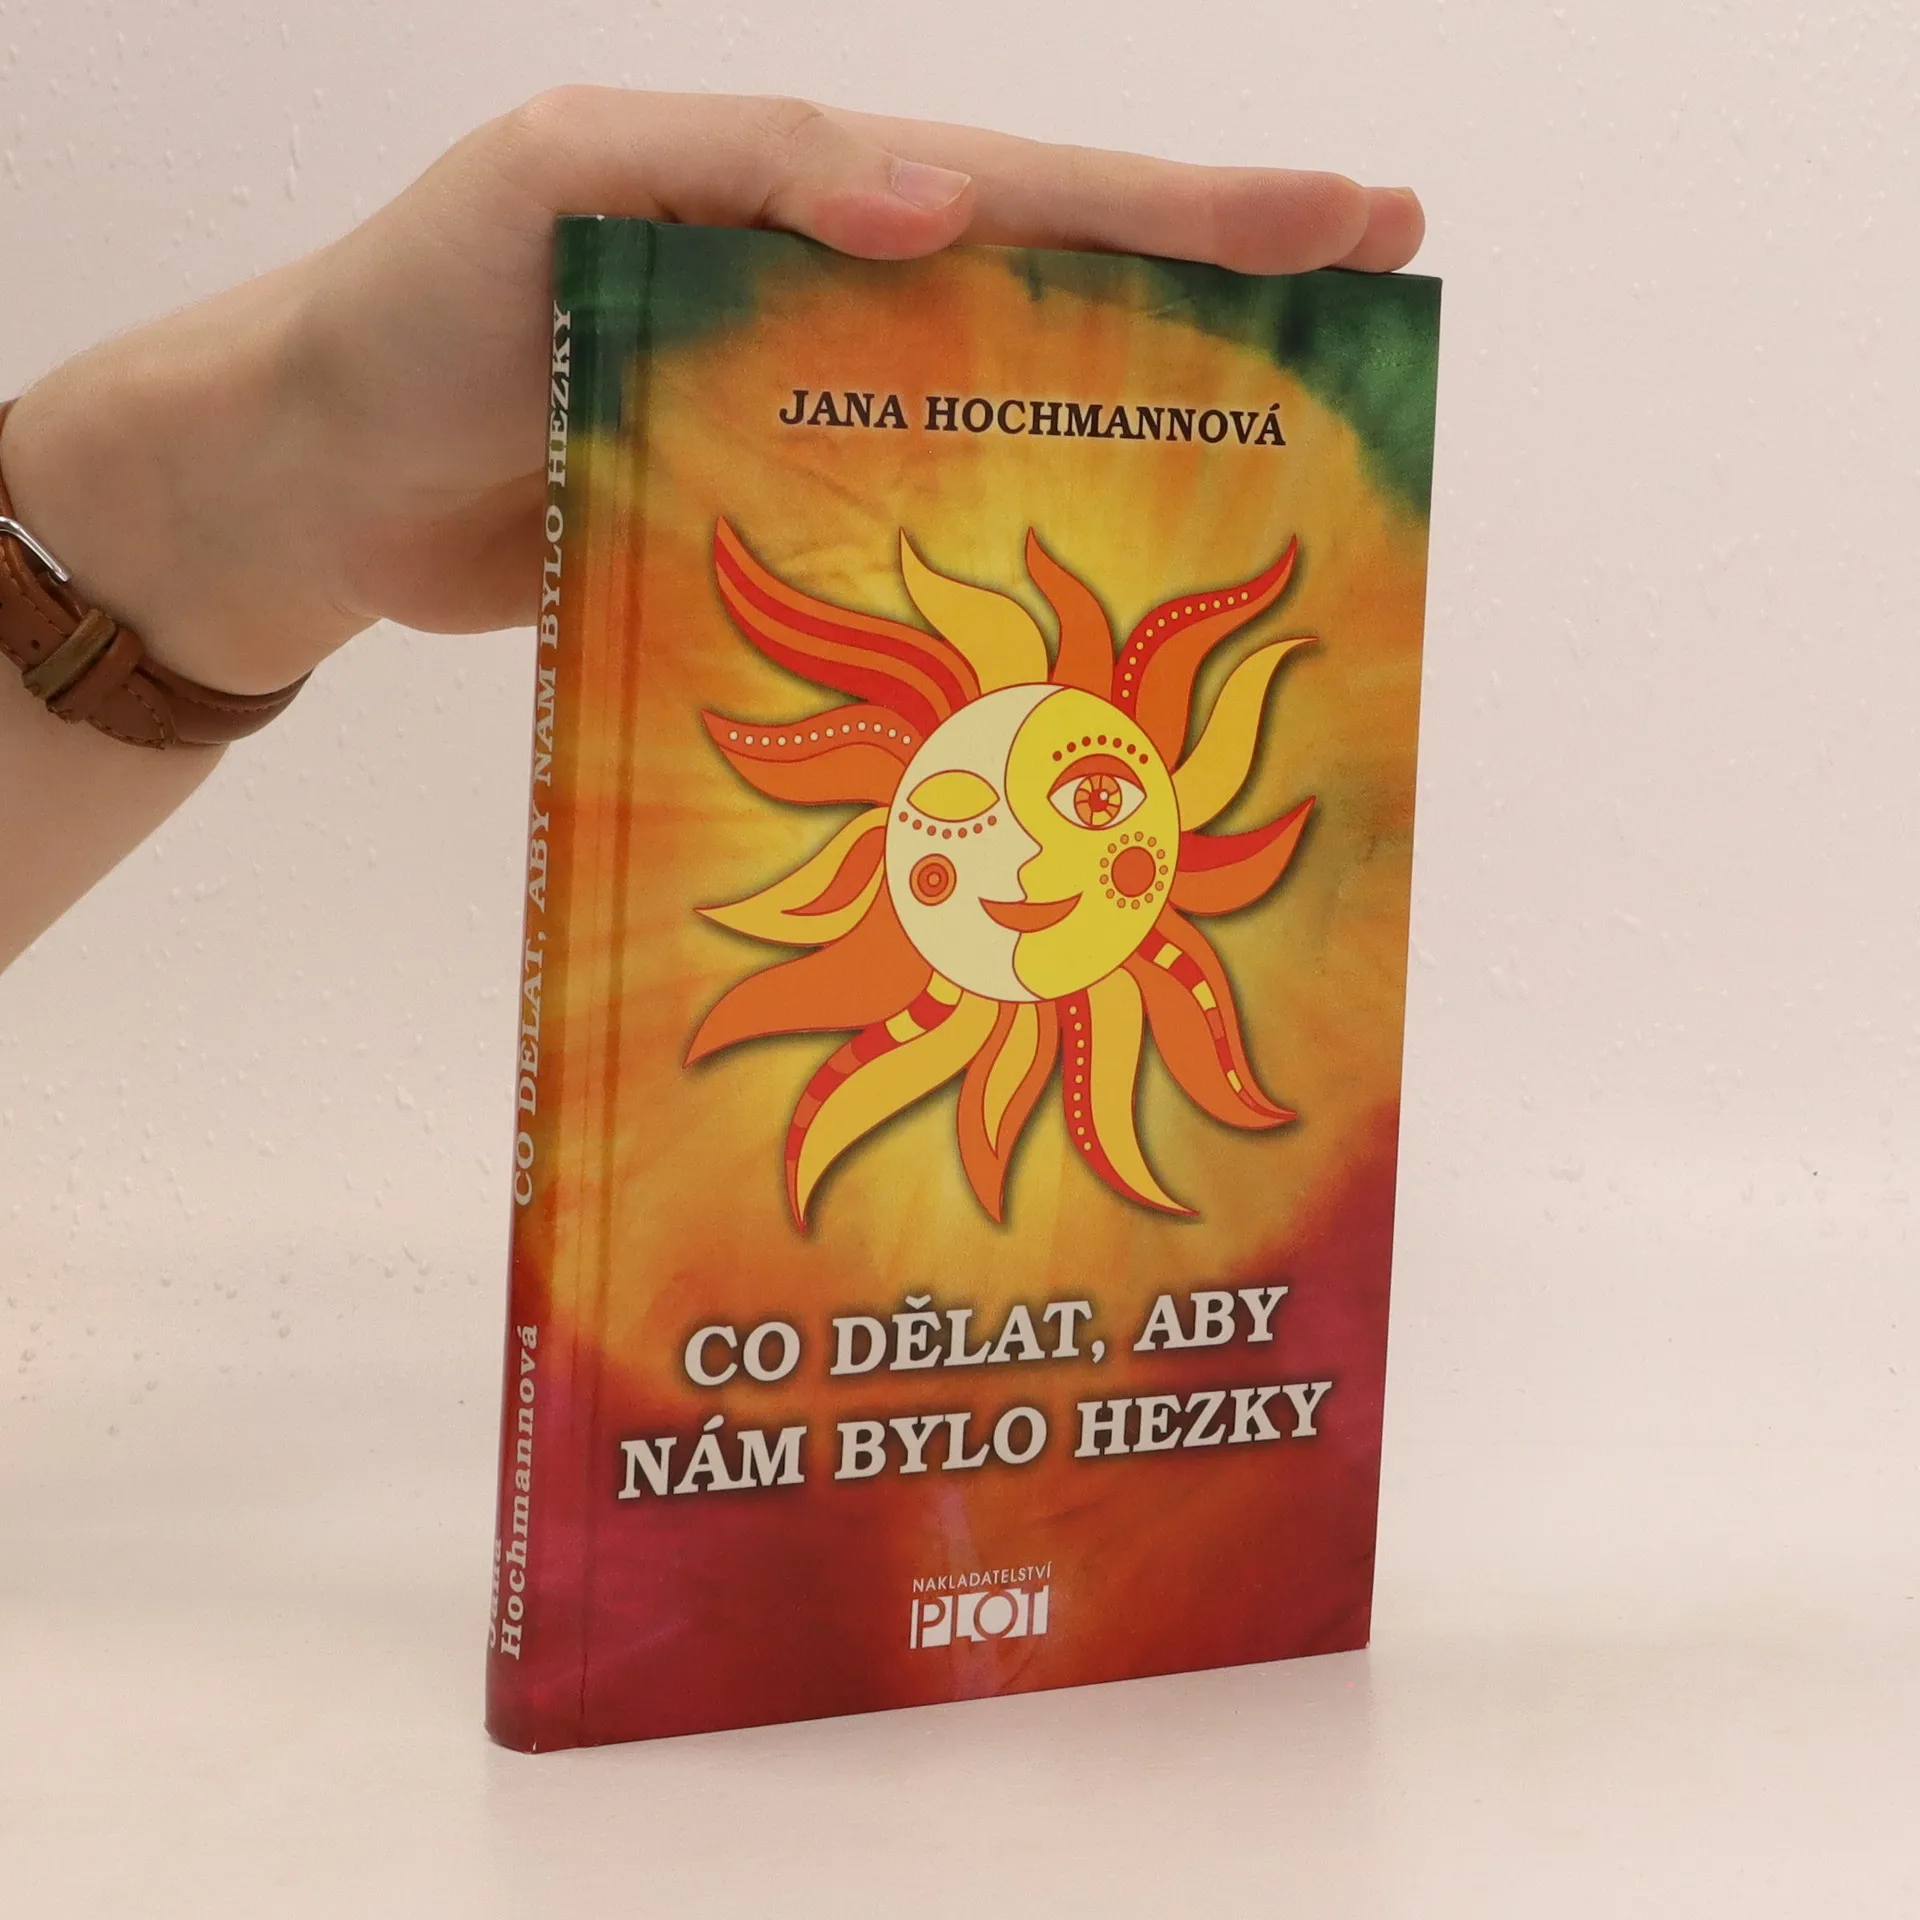 JANA HOCHMANNOVÁ
CO DĚLAT, ABY
NÁM BYLO HEZKY
NAKLADATELSTVÍ
PLOT
CO DĚLAT, ABY NÁM BYLO HEZKY
Jana
Hochmannová